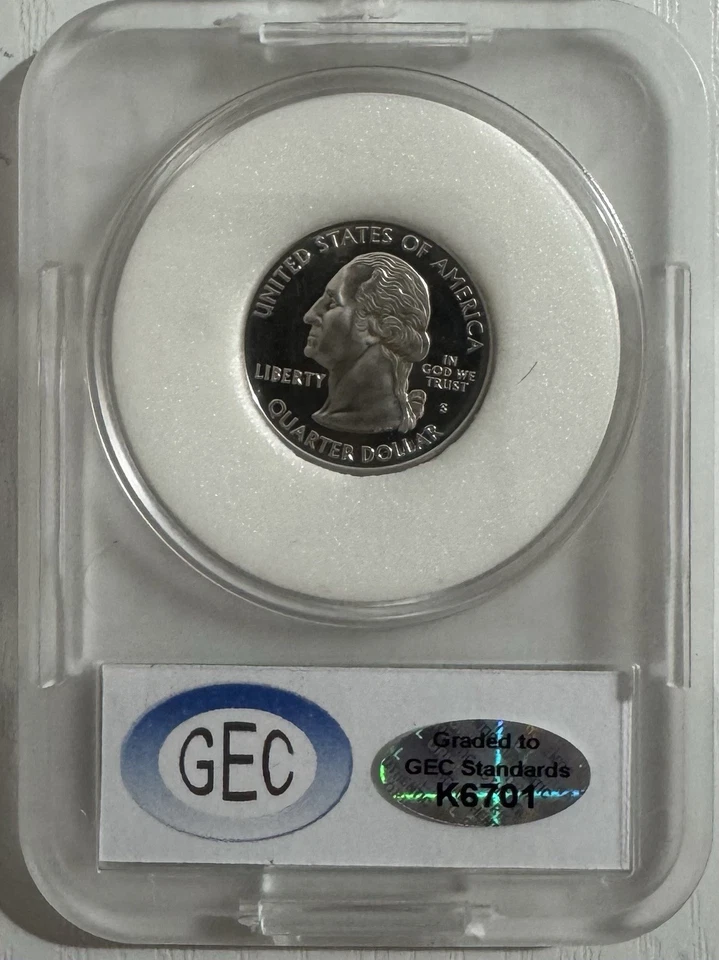 UNITED STATES OF AMERICA
LIBERTY
IN
GOD WE
TRUST
S
QUARTER DOLLAR
GEC
Graded to
GEC Standards
K6701